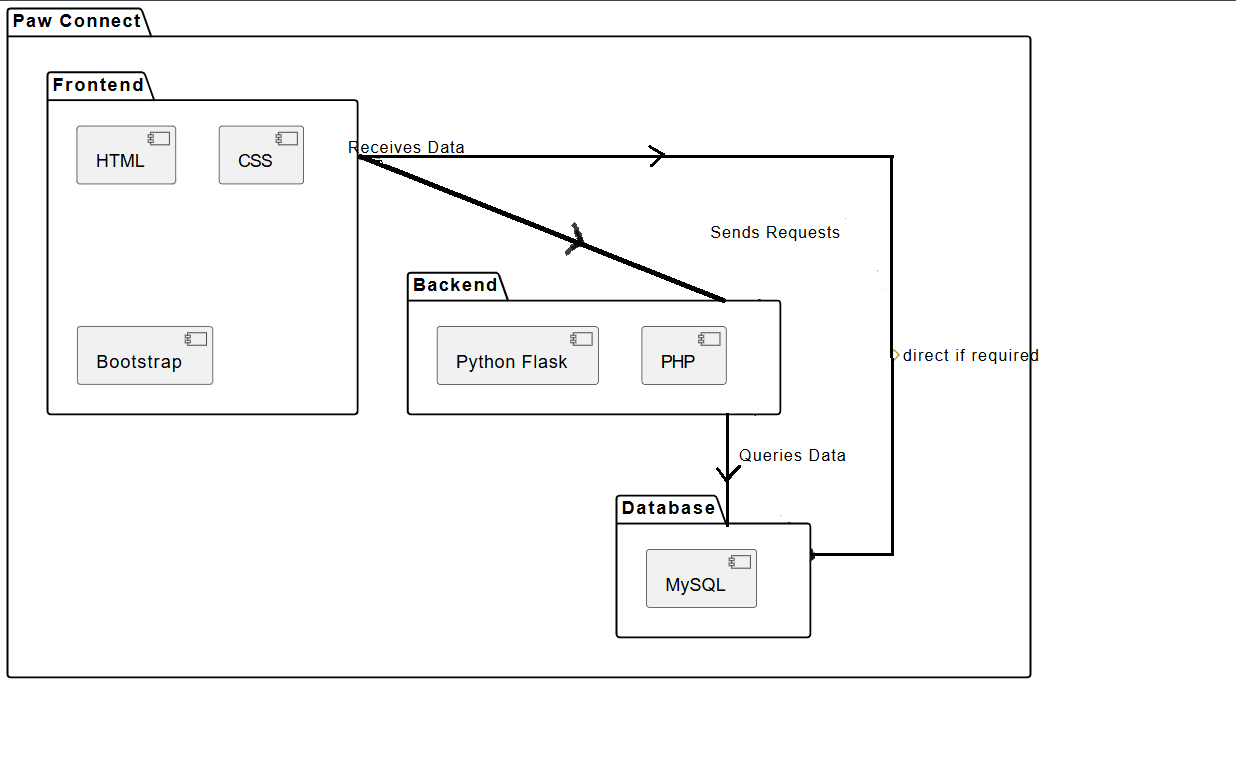 Paw Connect
Frontend
HTML
CSS
Receives Data
Sends Requests
Backend
Bootstrap
Python Flask
PHP
direct if required
Queries Data
Database
MySQL